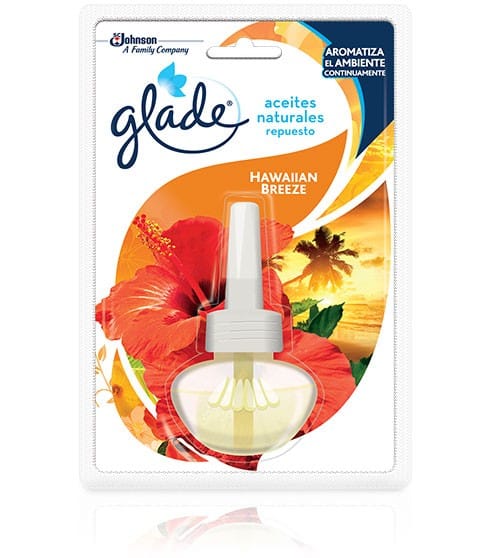 SC Johnson
A Family Company
AROMATIZA
EL AMBIENTE
CONTINUAMENTE
glade®
aceites
naturales
repuesto
HAWAIIAN
BREEZE